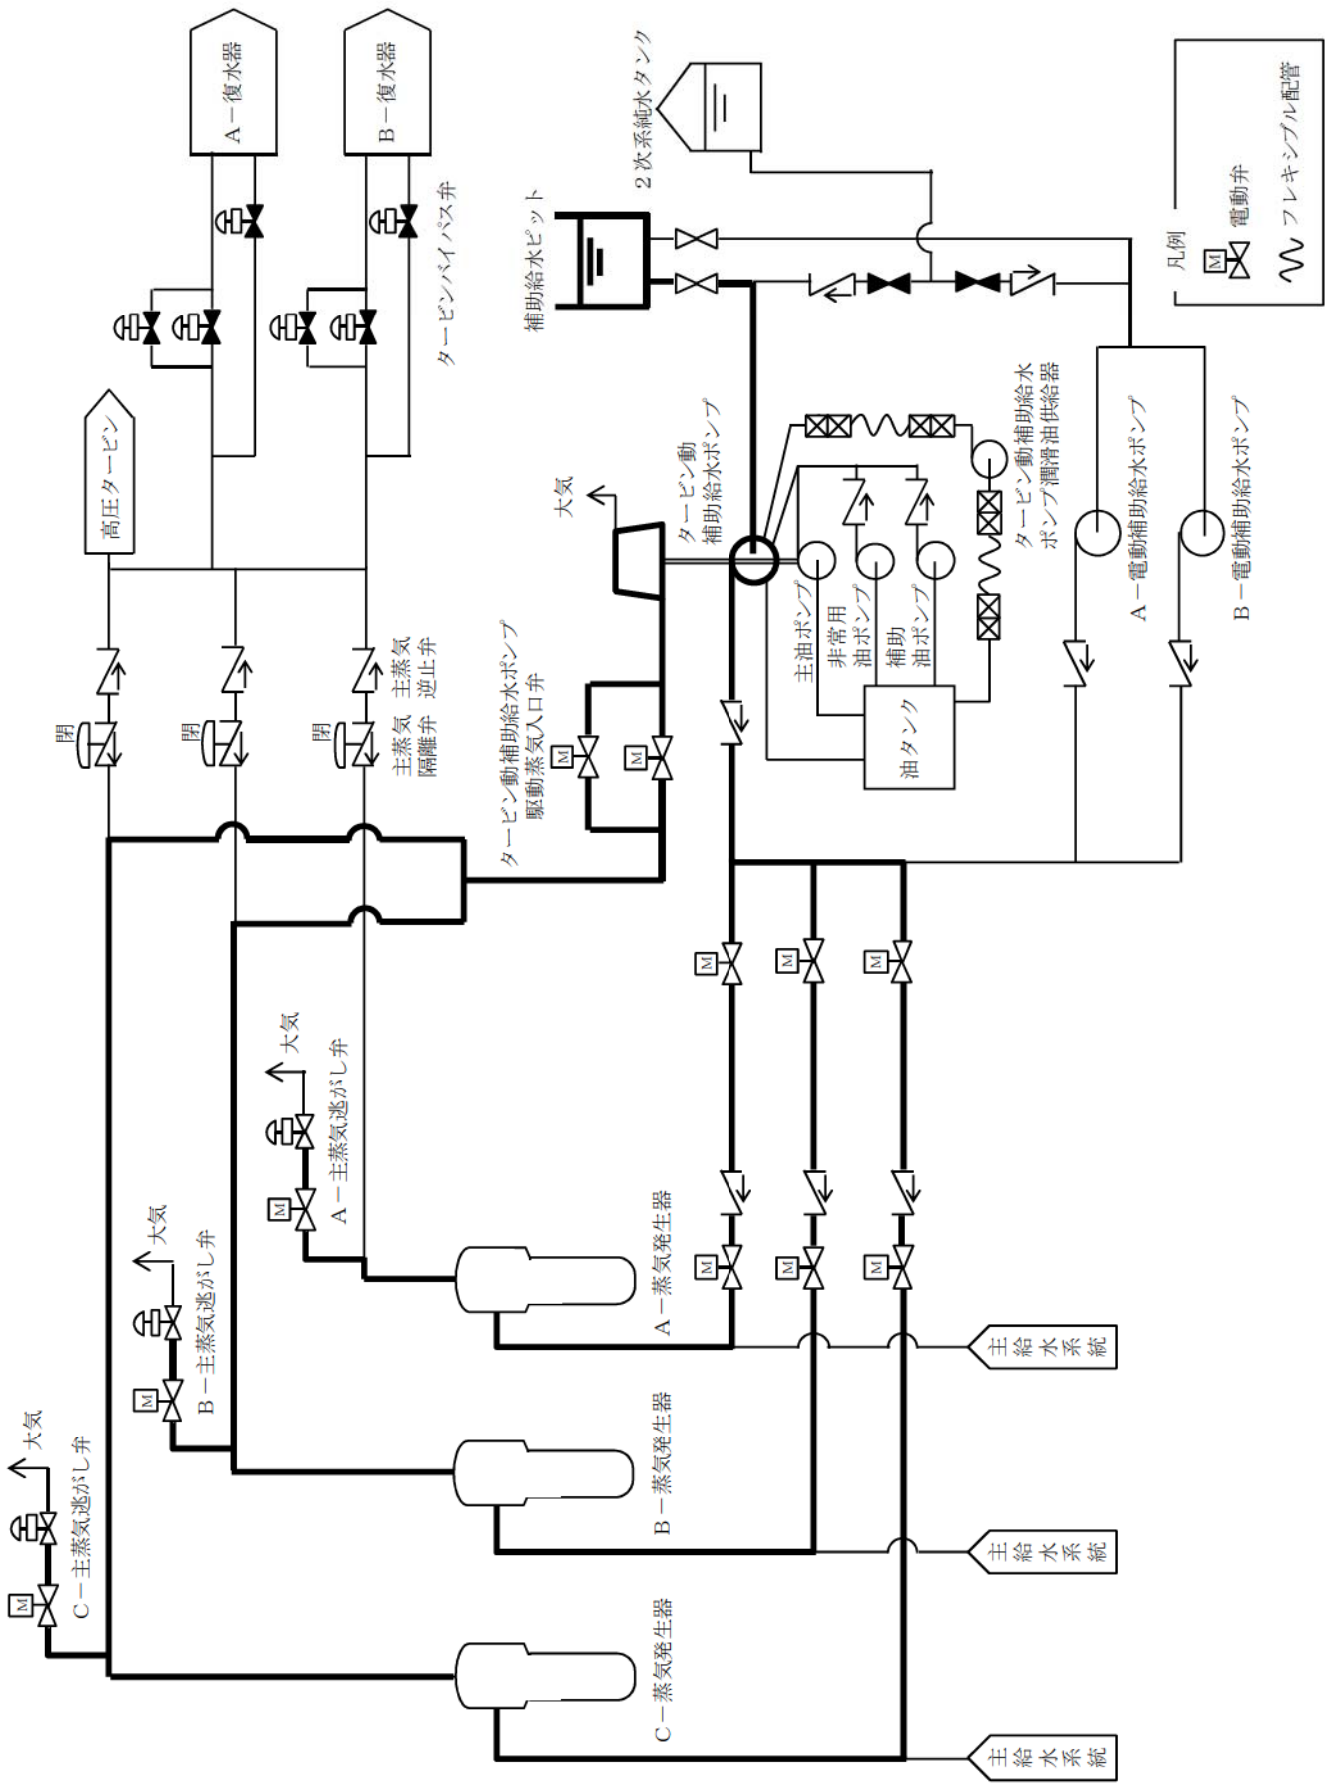 C－主蒸気逃がし弁
大気
M
B－主蒸気逃がし弁
大気
M
A－主蒸気逃がし弁
大気
M
C－蒸気発生器
B－蒸気発生器
A－蒸気発生器
主給水系統
主給水系統
主給水系統
M
M
M
M
M
M
閉
閉
閉
主蒸気
隔離弁
主蒸気
逆止弁
高圧タービン
A－復水器
B－復水器
タービンバイパス弁
タービン動補助給水ポンプ
駆動蒸気入口弁
M
M
大気
タービン動
補助給水ポンプ
補助給水ピット
2次系純水タンク
油タンク
主油ポンプ
非常用
油ポンプ
補助
油ポンプ
タービン動補助給水
ポンプ潤滑油供給器
A－電動補助給水ポンプ
B－電動補助給水ポンプ
凡例
M
電動弁
フレキシブル配管